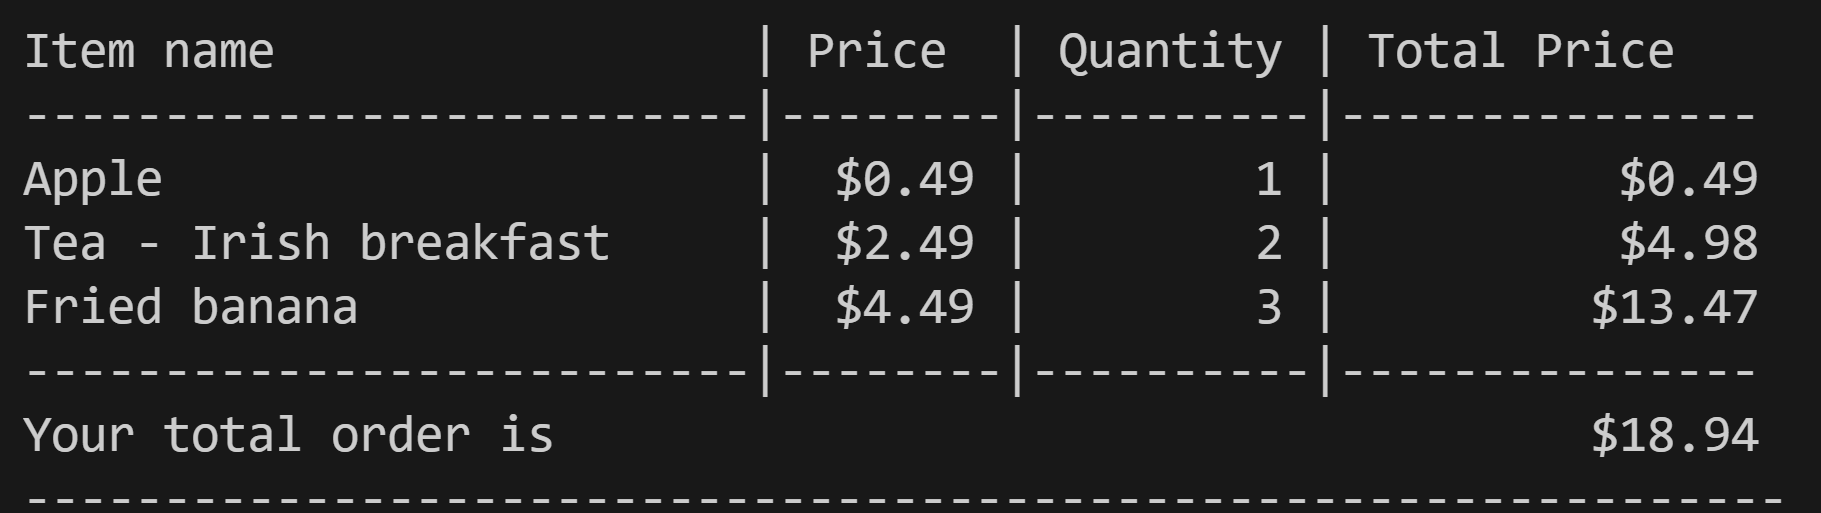 Item name                 | Price  | Quantity | Total Price
--------------------------|--------|----------|---------------
Apple                     |  $0.49 |        1 |          $0.49
Tea - Irish breakfast     |  $2.49 |        2 |          $4.98
Fried banana              |  $4.49 |        3 |         $13.47
--------------------------|--------|----------|---------------
Your total order is                                     $18.94
---------------------------------------------------------------